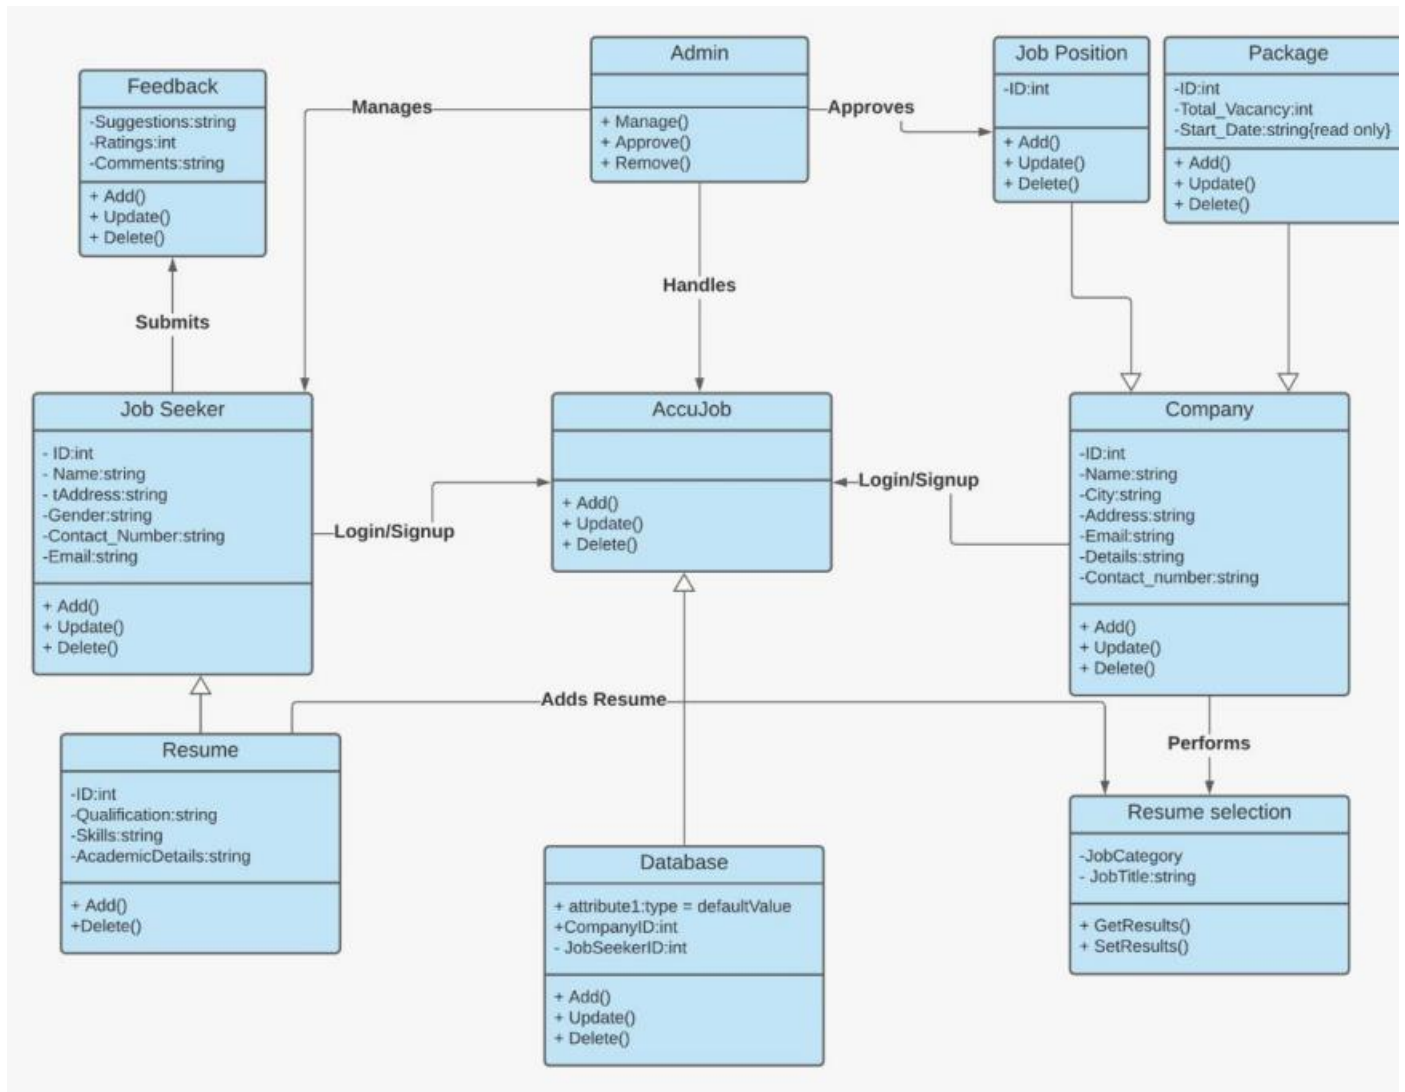 Feedback
-Suggestions:string
-Ratings:int
-Comments:string
+ Add()
+ Update()
+ Delete()
Manages
Admin
+ Manage()
+ Approve()
+ Remove()
Approves
Job Position
-ID:int
+ Add()
+ Update()
+ Delete()
Package
-ID:int
-Total_Vacancy:int
-Start_Date:string{read only}
+ Add()
+ Update()
+ Delete()
Submits
Handles
Job Seeker
- ID:int
- Name:string
- tAddress:string
-Gender:string
-Contact_Number:string
-Email:string
+ Add()
+ Update()
+ Delete()
Login/Signup
AccuJob
+ Add()
+ Update()
+ Delete()
Login/Signup
Company
-ID:int
-Name:string
-City:string
-Address:string
-Email:string
-Details:string
-Contact_number:string
+ Add()
+ Update()
+ Delete()
Adds Resume
Performs
Resume
-ID:int
-Qualification:string
-Skills:string
-AcademicDetails:string
+ Add()
+Delete()
Database
+ attribute1:type = defaultValue
+CompanyID:int
- JobSeekerID:int
+ Add()
+ Update()
+ Delete()
Resume selection
-JobCategory
- JobTitle:string
+ GetResults()
+ SetResults()